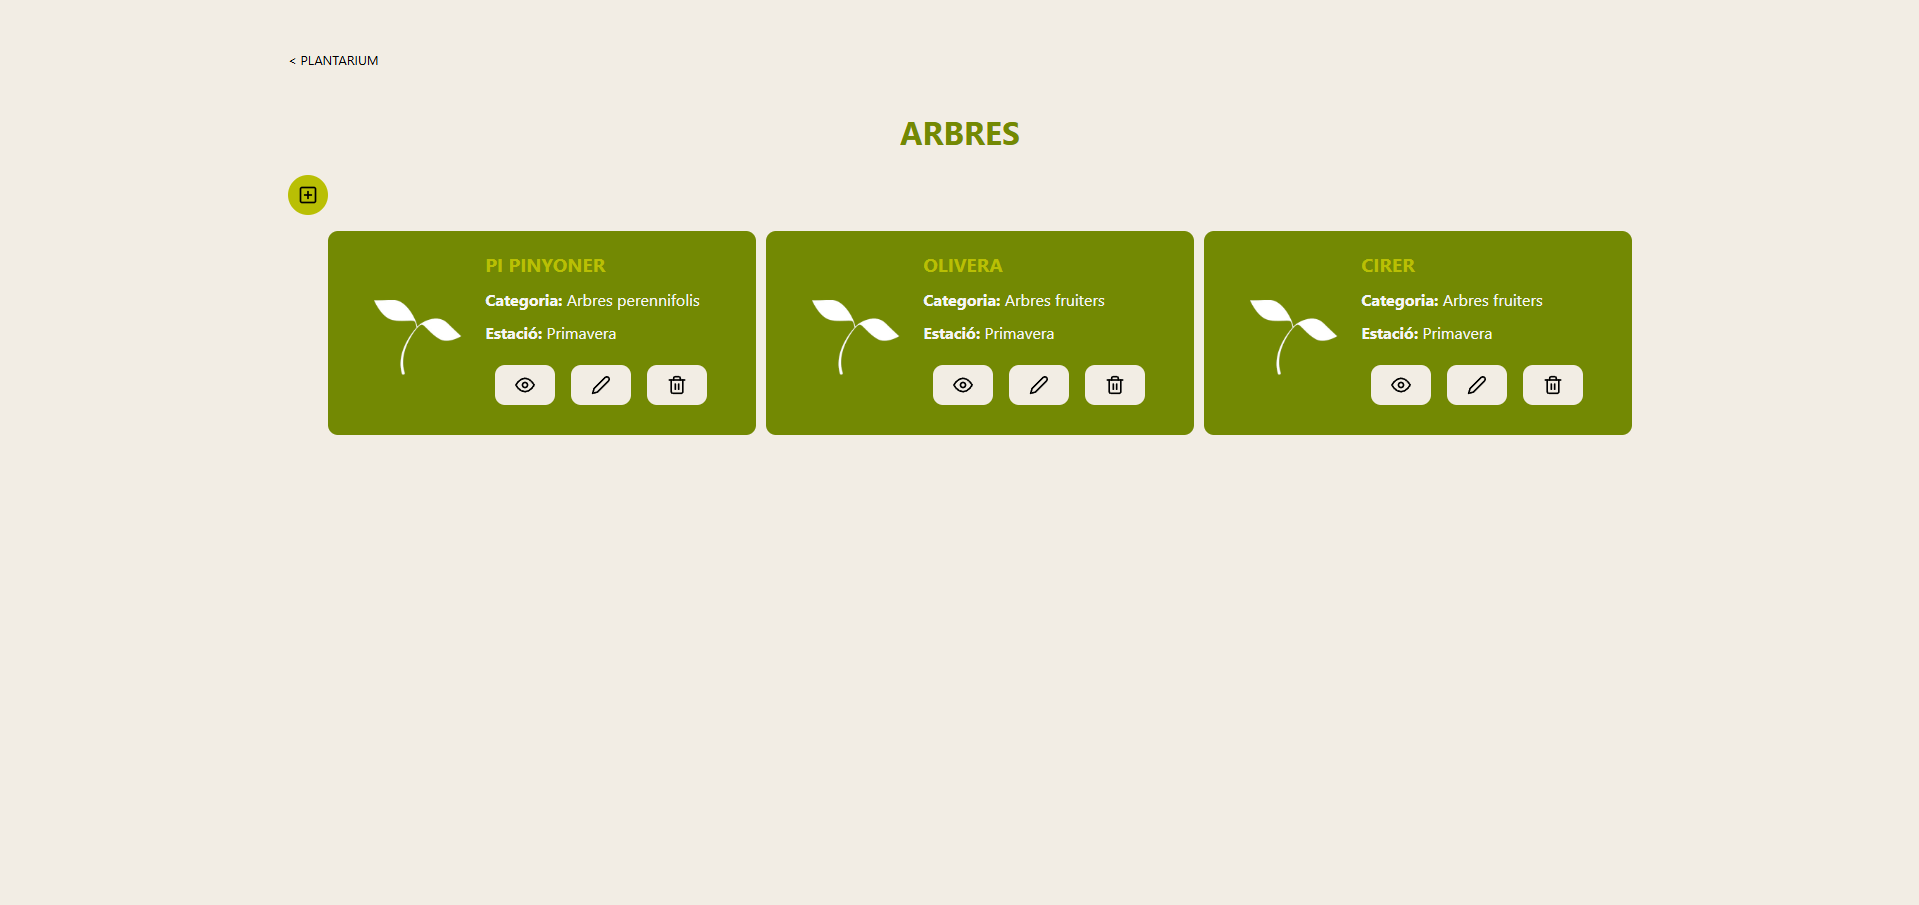 < PLANTARIUM
ARBRES
PI PINYONER
Categoria: Arbres perennifolis
Estació: Primavera
OLIVERA
Categoria: Arbres fruiters
Estació: Primavera
CIRER
Categoria: Arbres fruiters
Estació: Primavera